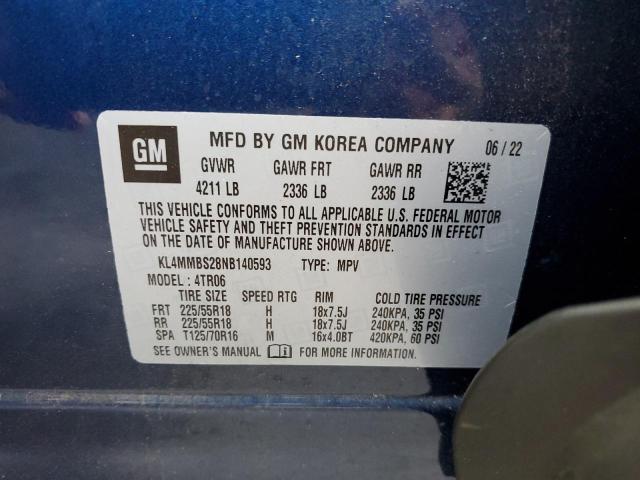 GM
MFD BY GM KOREA COMPANY 06 / 22
GVWR GAWR FRT GAWR RR
4211 LB 2336 LB 2336 LB
THIS VEHICLE CONFORMS TO ALL APPLICABLE U.S. FEDERAL MOTOR
VEHICLE SAFETY AND THEFT PREVENTION STANDARDS IN EFFECT
ON THE DATE OF MANUFACTURE SHOWN ABOVE.
KL4MMBS28NB140593 TYPE: MPV
MODEL : 4TR06
TIRE SIZE SPEED RTG RIM COLD TIRE PRESSURE
FRT 225/55R18 H 18x7.5J 240KPA, 35 PSI
RR 225/55R18 H 18x7.5J 240KPA, 35 PSI
SPA T125/70R16 M 16x4.0BT 420KPA, 60 PSI
SEE OWNER'S MANUAL FOR MORE INFORMATION.